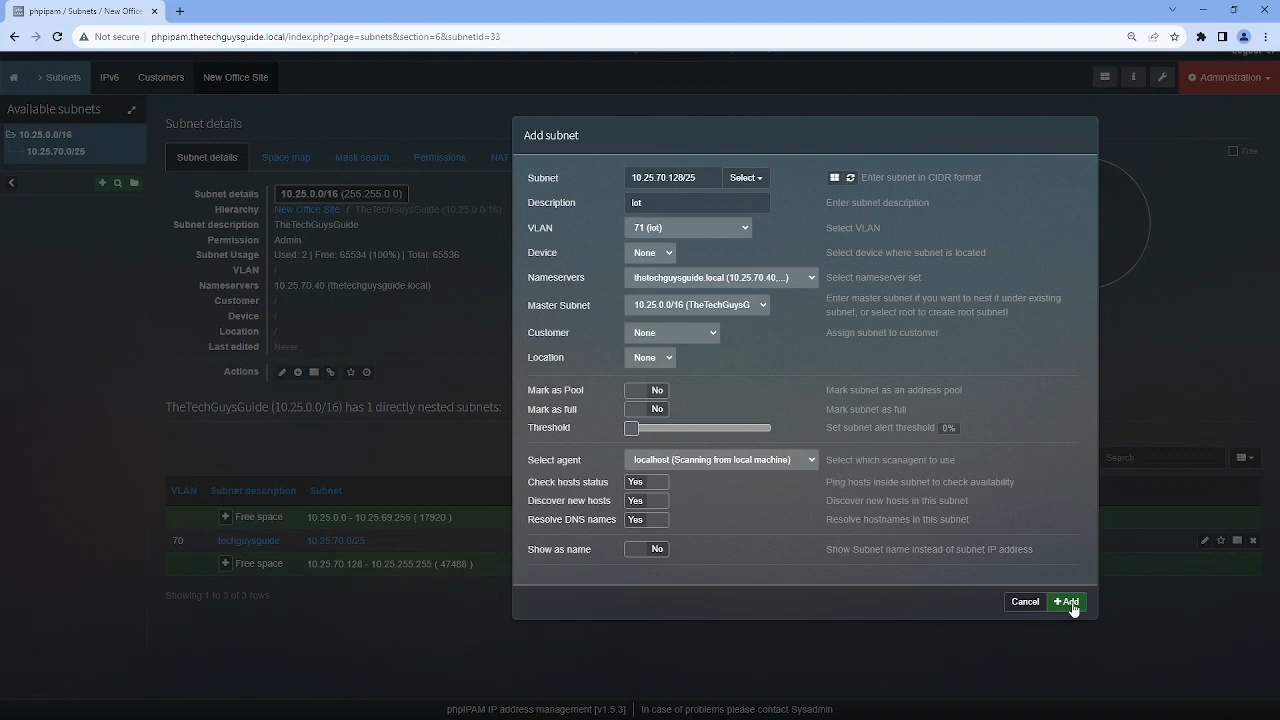 phpipam / Subnets / New Office
Not secure | phpipam.thetechguysguide.local/index.php?page=subnets&section=6&subnetId=33
Subnets IPv6 Customers New Office Site Administration
Available subnets
10.25.0.0/16
10.25.70.0/25
Subnet details
Subnet details Space map Mask search Permissions NAT
Free
Subnet details 10.25.0.0/16 (255.255.0.0)
Hierarchy New Office Site / TheTechGuysGuide (10.25.0.0/16)
Subnet description TheTechGuysGuide
Permission Admin
Subnet Usage Used: 2 | Free: 65534 (100%) | Total: 65536
VLAN /
Nameservers 10.25.70.40 (thetechguysguide.local)
Customer /
Device /
Location /
Last edited Never
Actions
TheTechGuysGuide (10.25.0.0/16) has 1 directly nested subnets:
Search
VLAN Subnet description Subnet
+ Free space 10.25.0.0 - 10.25.69.255 ( 17920 )
70 techguysguide 10.25.70.0/25
+ Free space 10.25.70.128 - 10.25.255.255 ( 47488 )
Showing 1 to 3 of 3 rows
Add subnet
Subnet 10.25.70.128/25 Select Enter subnet in CIDR format
Description iot Enter subnet description
VLAN 71 (iot) Select VLAN
Device None Select device where subnet is located
Nameservers thetechguysguide.local (10.25.70.40,...) Select nameserver set
Master Subnet 10.25.0.0/16 (TheTechGuysG Enter master subnet if you want to nest it under existing
subnet, or select root to create root subnet!
Customer None Assign subnet to customer
Location None
Mark as Pool No Mark subnet as an address pool
Mark as full No Mark subnet as full
Threshold Set subnet alert threshold 0%
Select agent localhost (Scanning from local machine) Select which scanagent to use
Check hosts status Yes Ping hosts inside subnet to check availability
Discover new hosts Yes Discover new hosts in this subnet
Resolve DNS names Yes Resolve hostnames in this subnet
Show as name No Show Subnet name instead of subnet IP address
Cancel + Add
phpIPAM IP address management [v1.5.3] | In case of problems please contact Sysadmin